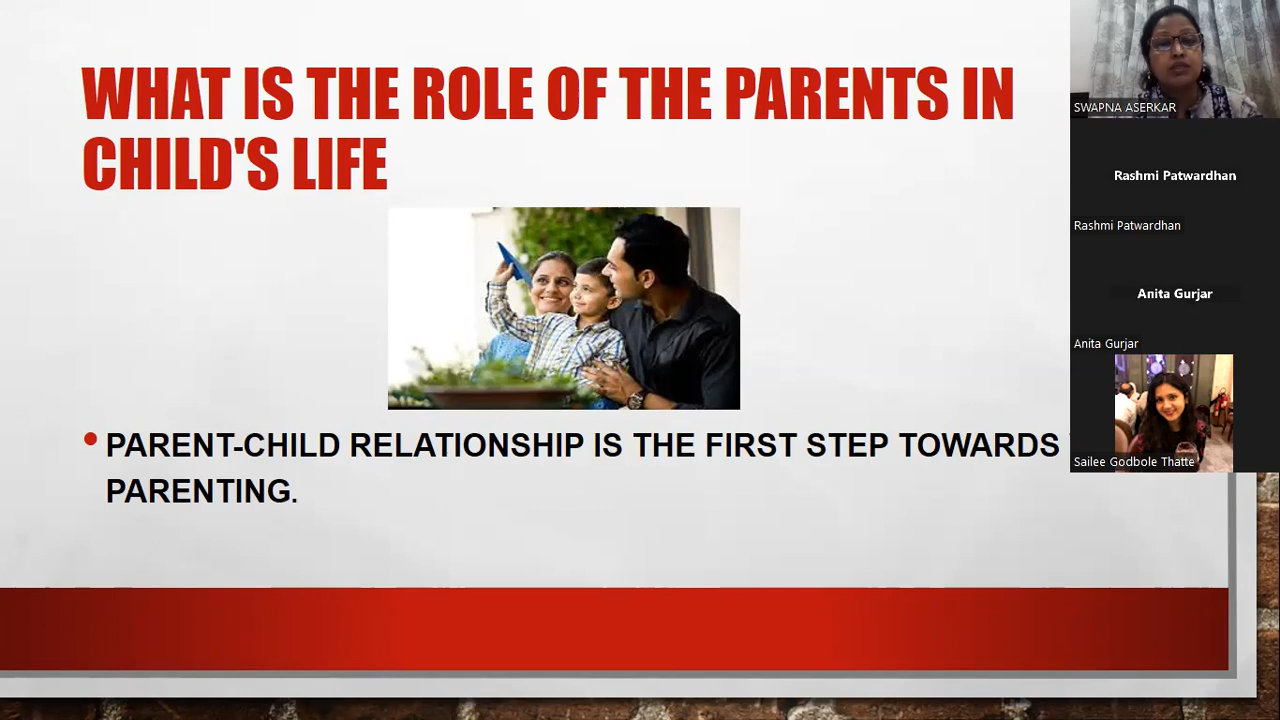 WHAT IS THE ROLE OF THE PARENTS IN
CHILD'S LIFE
• PARENT-CHILD RELATIONSHIP IS THE FIRST STEP TOWARDS
PARENTING.
SWAPNA ASERKAR
Rashmi Patwardhan
Rashmi Patwardhan
Anita Gurjar
Anita Gurjar
Sailee Godbole Thatte